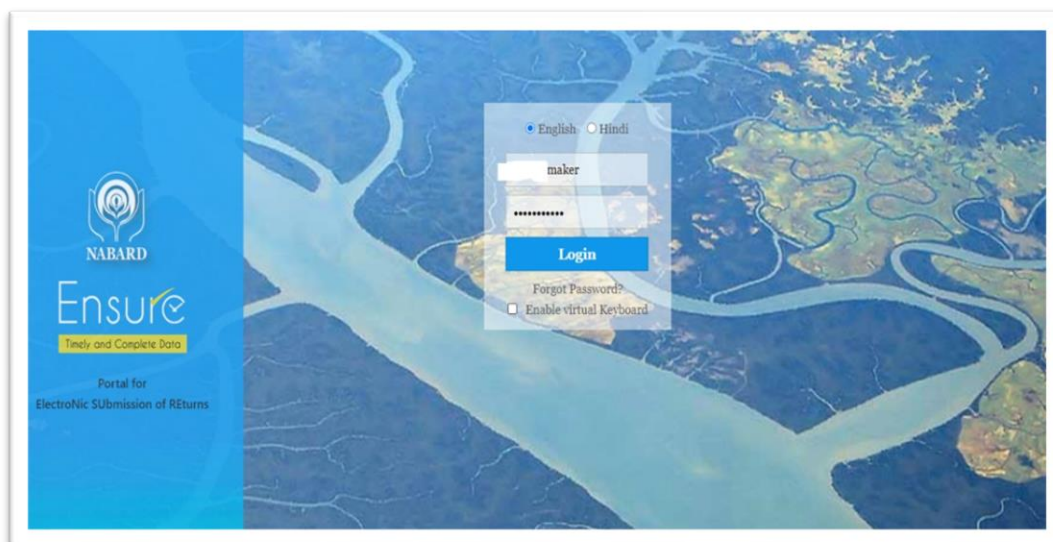 NABARD
Ensure
Timely and Complete Data
Portal for
ElectroNic SUbmission of REturns
English Hindi
maker
•••••••••••
Login
Forgot Password?
Enable virtual Keyboard